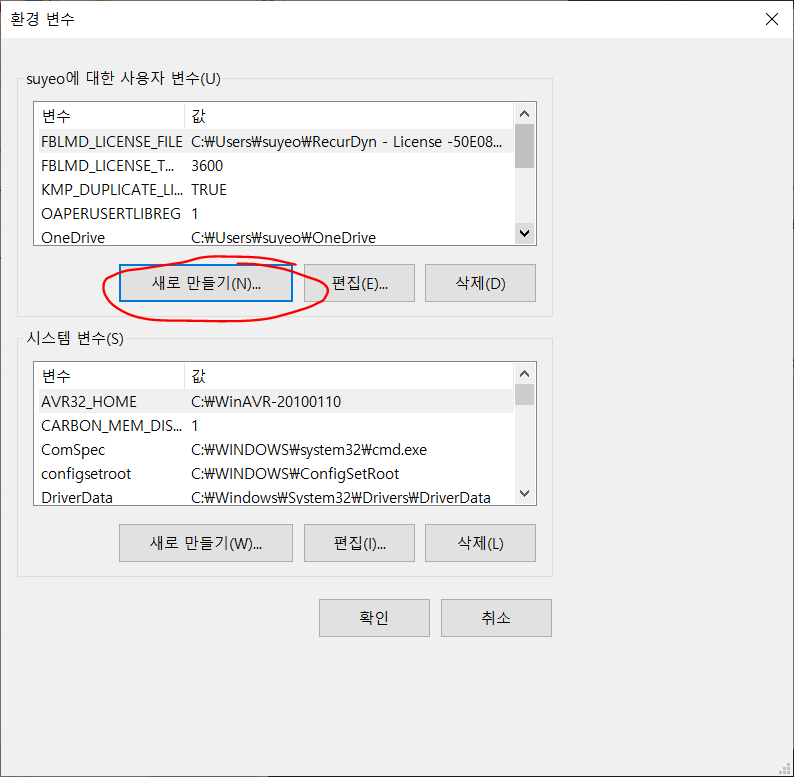 환경 변수
suyeo에 대한 사용자 변수(U)
변수 값
FBLMD_LICENSE_FILE C:₩Users₩suyeo₩RecurDyn - License -50E08...
FBLMD_LICENSE_T... 3600
KMP_DUPLICATE_LI... TRUE
OAPERUSERTLIBREG 1
OneDrive C:₩Users₩suyeo₩OneDrive
새로 만들기(N)... 편집(E)... 삭제(D)
시스템 변수(S)
변수 값
AVR32_HOME C:₩WinAVR-20100110
CARBON_MEM_DIS... 1
ComSpec C:₩WINDOWS₩system32₩cmd.exe
configsetroot C:₩WINDOWS₩ConfigSetRoot
DriverData C:₩Windows₩System32₩Drivers₩DriverData
새로 만들기(W)... 편집(I)... 삭제(L)
확인 취소